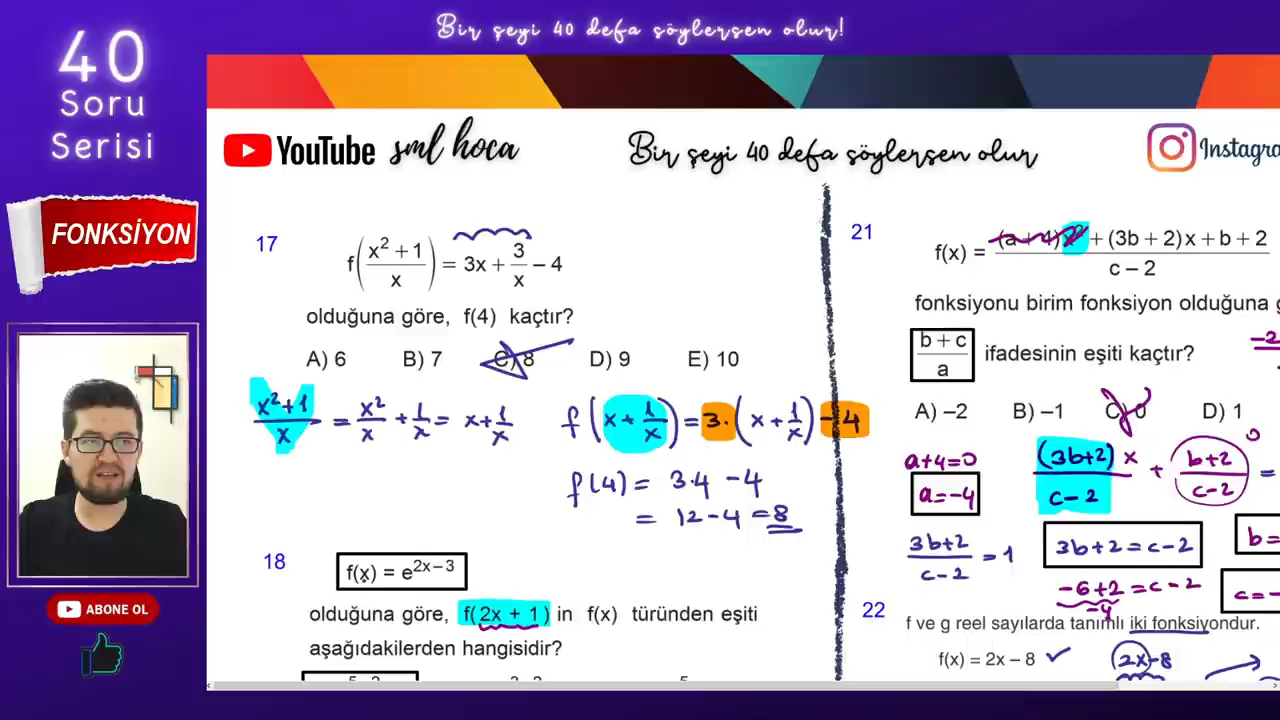 Bir şeyi 40 defa söylersen olur!
40
Soru
Serisi
FONKSİYON
ABONE OL
YouTube sml hoca
Bir şeyi 40 defa söylersen olur
17
f((x² + 1)/x) = 3x + 3/x − 4
olduğuna göre, f(4) kaçtır?
A) 6 B) 7 C) 8 D) 9 E) 10
(x²+1)/x = x²/x + 1/x = x + 1/x
f(x + 1/x) = 3·(x + 1/x) − 4
f(4) = 3·4 − 4
= 12 − 4 = 8
18
f(x) = e^(2x − 3)
olduğuna göre, f(2x + 1) in f(x) türünden eşiti
aşağıdakilerden hangisidir?
21
f(x) = ((a + 4)x² + (3b + 2)x + b + 2)/(c − 2)
fonksiyonu birim fonksiyon olduğuna
(b + c)/a ifadesinin eşiti kaçtır?
A) −2 B) −1 C) 0 D) 1
a+4=0
a=−4
(3b+2)x/(c−2) + (b+2)/(c−2) =
0
(3b+2)/(c−2) = 1
3b+2 = c−2
b=
−6+2 = c−2
−4
c=−
22
f ve g reel sayılarda tanımlı iki fonksiyondur.
f(x) = 2x − 8
2x−8